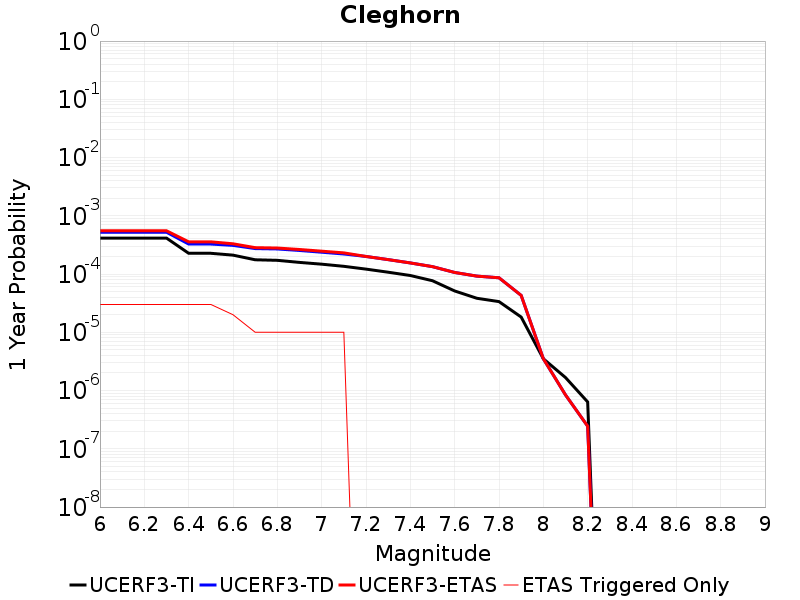 Cleghorn
10^0
10^-1
10^-2
10^-3
10^-4
10^-5
10^-6
10^-7
10^-8
1 Year Probability
6 6.2 6.4 6.6 6.8 7 7.2 7.4 7.6 7.8 8 8.2 8.4 8.6 8.8 9
Magnitude
UCERF3-TI UCERF3-TD UCERF3-ETAS ETAS Triggered Only